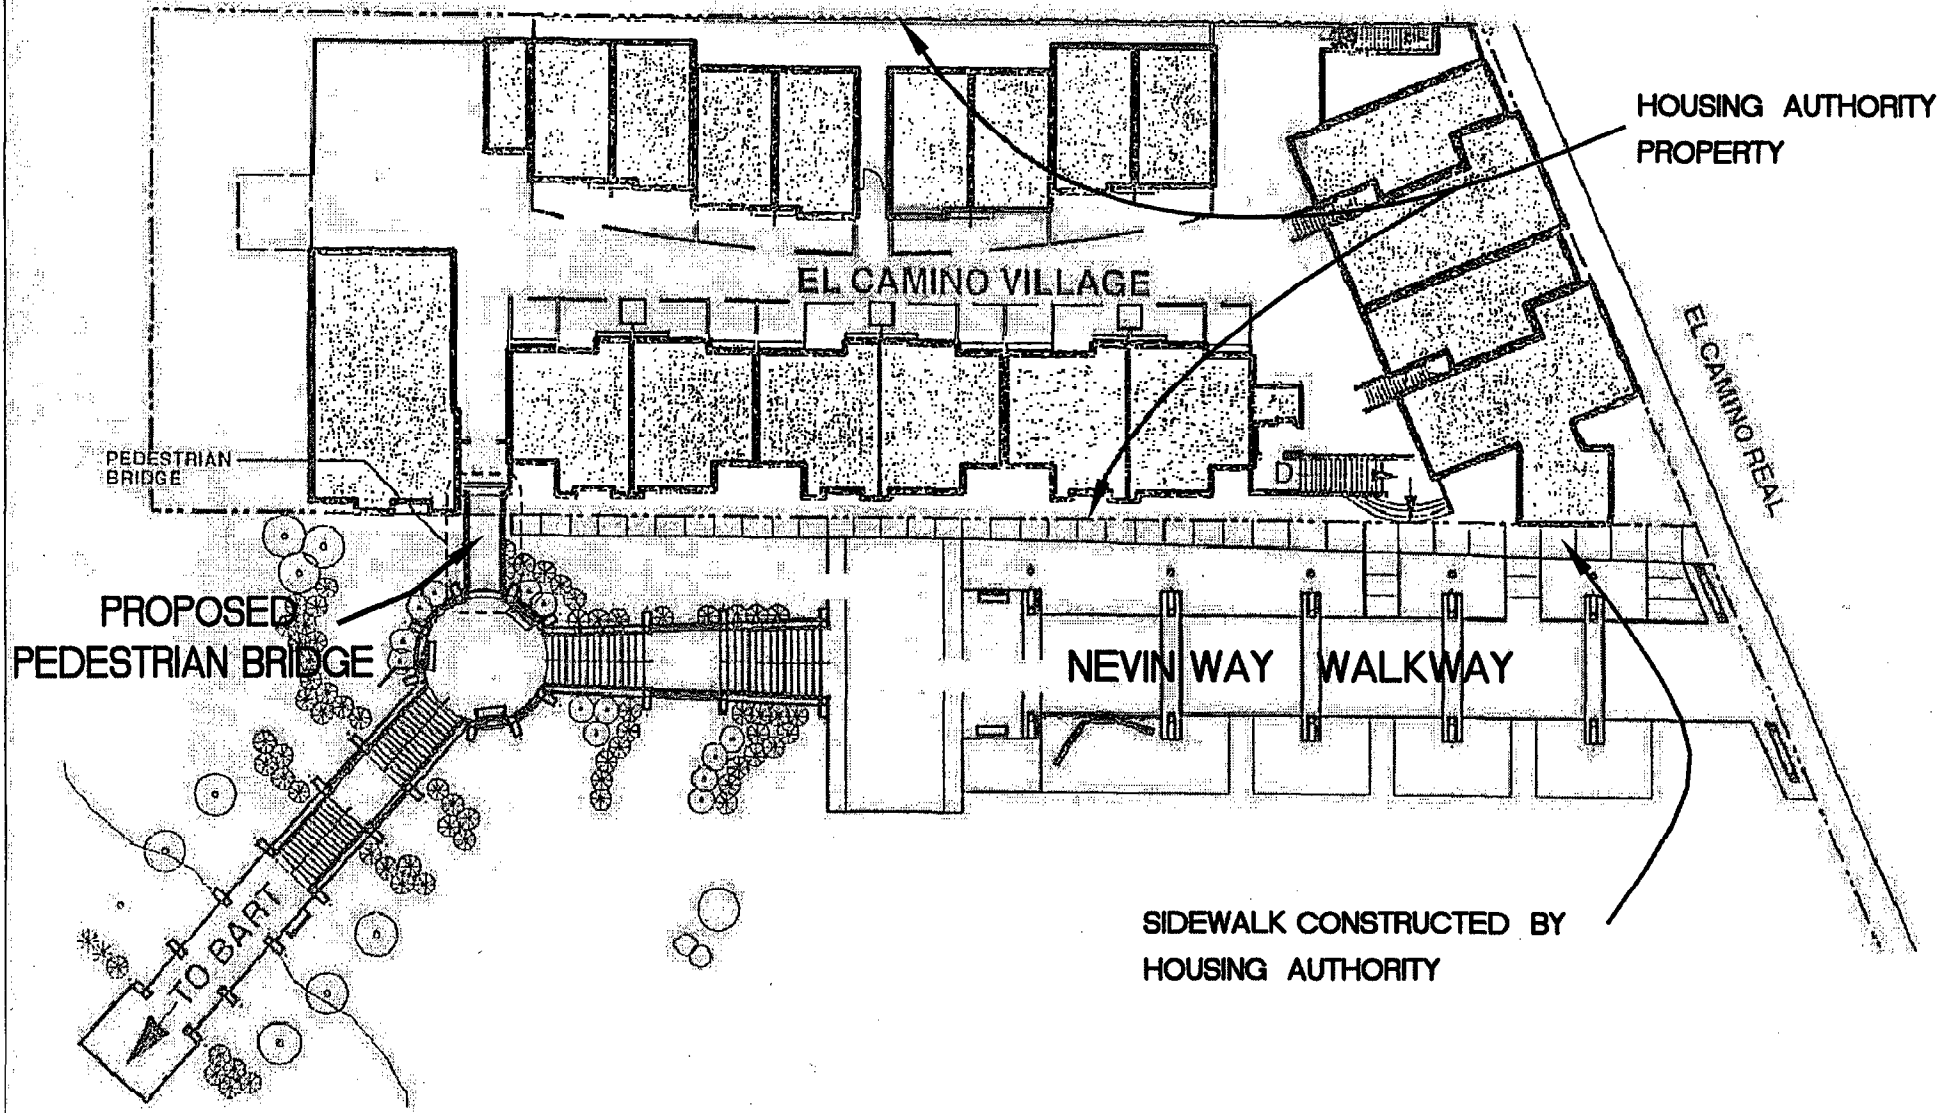 HOUSING AUTHORITY
PROPERTY
EL CAMINO VILLAGE
EL CAMINO REAL
PEDESTRIAN
BRIDGE
D
PROPOSED
PEDESTRIAN BRIDGE
NEVIN WAY WALKWAY
SIDEWALK CONSTRUCTED BY
HOUSING AUTHORITY
TO BART